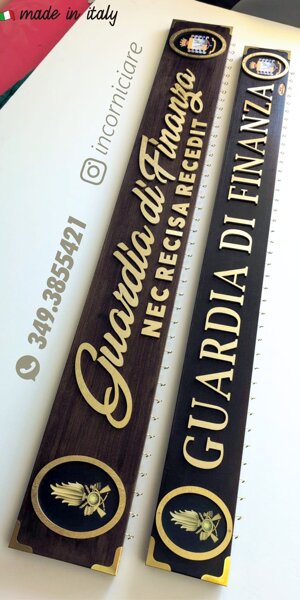 made in italy
incorniciare
349.3855421
Guardia di Finanza
NEC RECISA RECEDIT
GUARDIA DI FINANZA